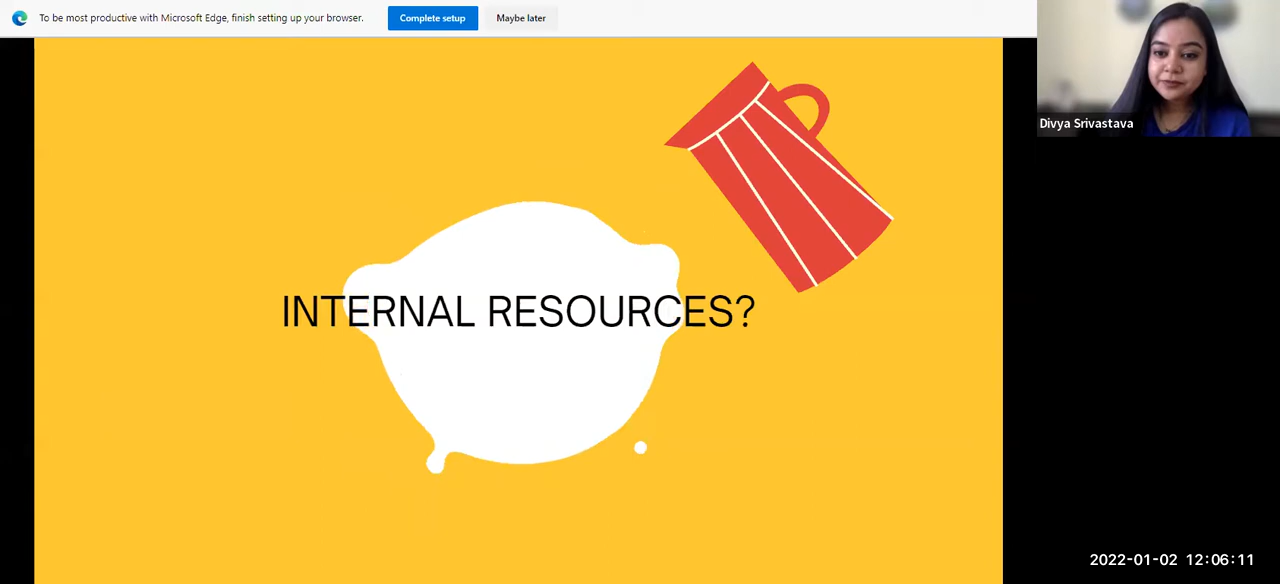 To be most productive with Microsoft Edge, finish setting up your browser.
Complete setup
Maybe later
Divya Srivastava
INTERNAL RESOURCES?
2022-01-02 12:06:11